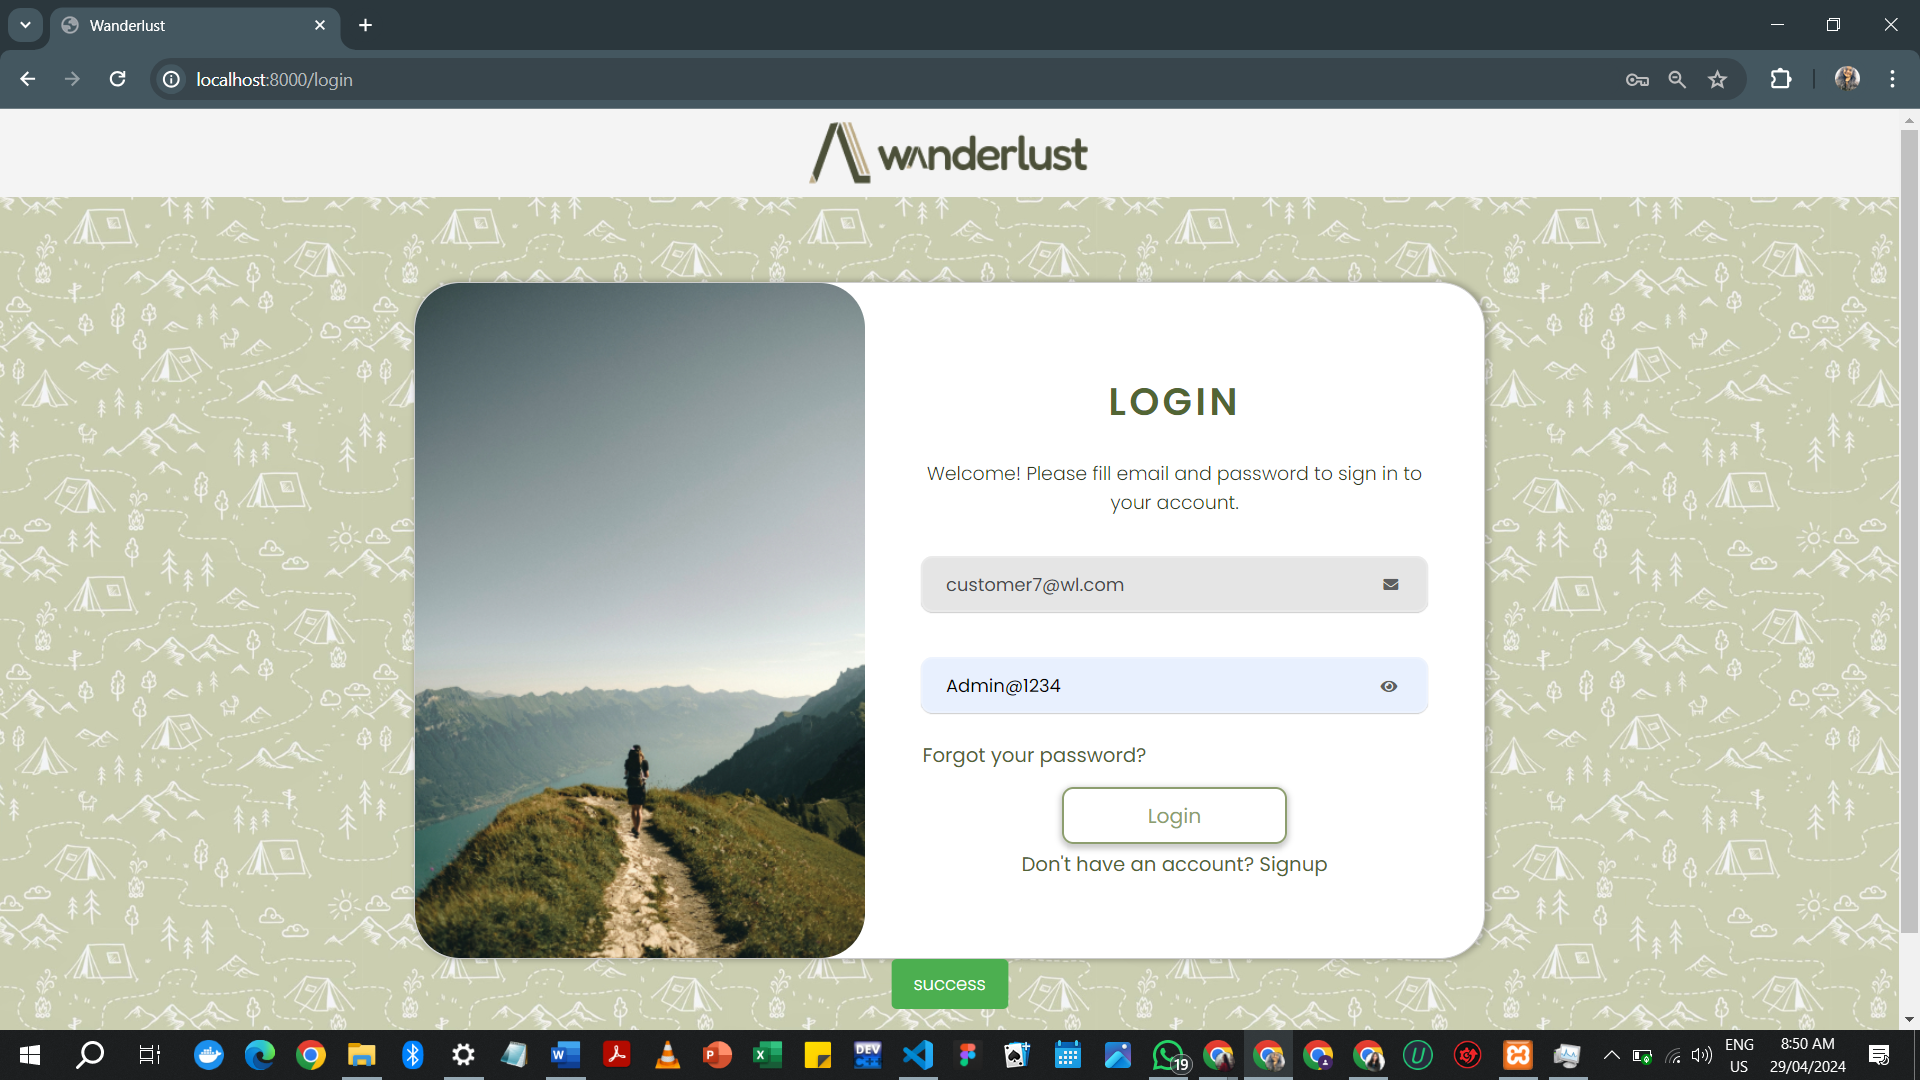 Wanderlust
localhost:8000/login
wanderlust
LOGIN
Welcome! Please fill email and password to sign in to
your account.
customer7@wl.com
Admin@1234
Forgot your password?
Login
Don't have an account? Signup
success
DEV
C++
19
ENG
US
8:50 AM
29/04/2024